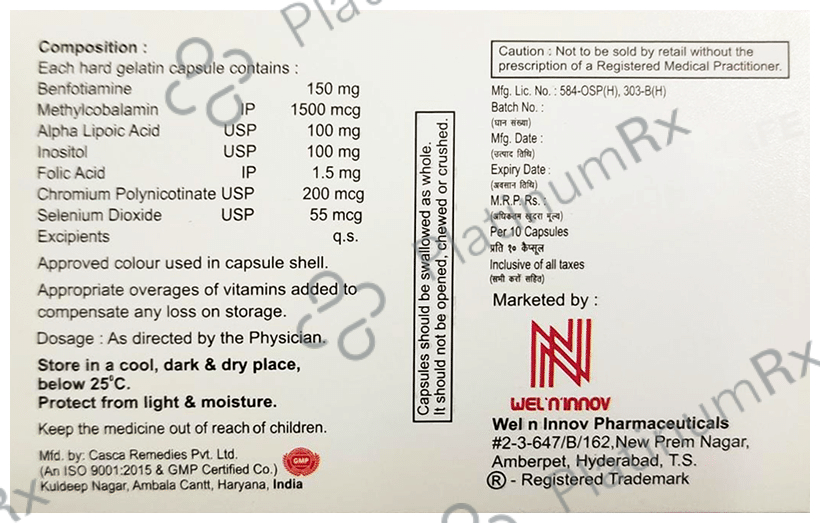 Composition :
Each hard gelatin capsule contains :
Benfotiamine 150 mg
Methylcobalamin IP 1500 mcg
Alpha Lipoic Acid USP 100 mg
Inositol USP 100 mg
Folic Acid IP 1.5 mg
Chromium Polynicotinate USP 200 mcg
Selenium Dioxide USP 55 mcg
Excipients q.s.
Approved colour used in capsule shell.
Appropriate overages of vitamins added to
compensate any loss on storage.
Dosage : As directed by the Physician.
Store in a cool, dark & dry place,
below 25°C.
Protect from light & moisture.
Keep the medicine out of reach of children.
Mfd. by: Casca Remedies Pvt. Ltd.
(An ISO 9001:2015 & GMP Certified Co.)
Kuldeep Nagar, Ambala Cantt, Haryana, India
GMP
Capsules should be swallowed as whole.
It should not be opened, chewed or crushed.
Caution : Not to be sold by retail without the
prescription of a Registered Medical Practitioner.
Mfg. Lic. No. : 584-OSP(H), 303-B(H)
Batch No. :
(घान संख्या)
Mfg. Date :
(उत्पाद तिथि)
Expiry Date :
(अवसान तिथि)
M.R.P. Rs. :
(अधिकतम खुदरा मूल्य)
Per 10 Capsules
प्रति १० कैप्सूल
Inclusive of all taxes
(सभी करों सहित)
Marketed by :
WEL'N'INNOV
Wel n Innov Pharmaceuticals
#2-3-647/B/162,New Prem Nagar,
Amberpet, Hyderabad, T.S.
® - Registered Trademark
PlatinumRx
PlatinumRx
PlatinumRx
PlatinumRx
Rx